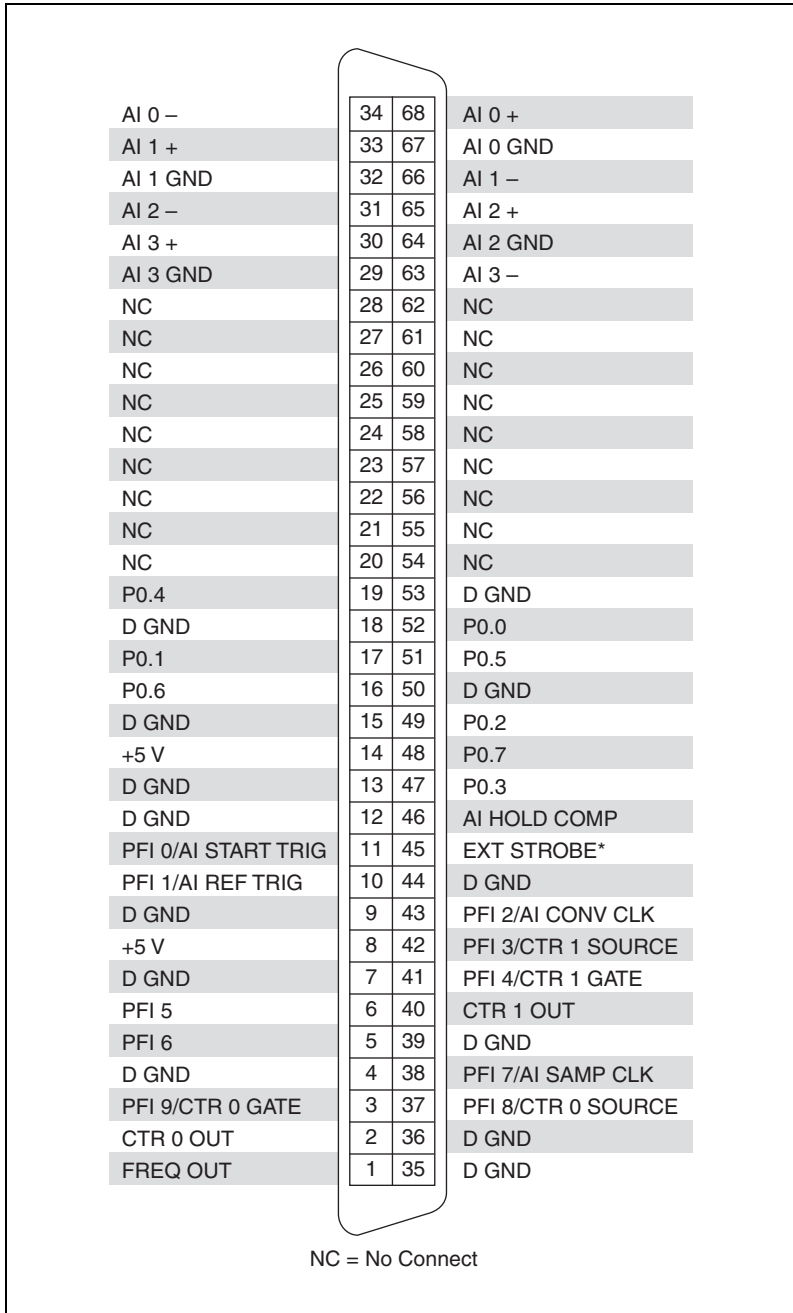 AI 0 – 34 68 AI 0 +
AI 1 + 33 67 AI 0 GND
AI 1 GND 32 66 AI 1 –
AI 2 – 31 65 AI 2 +
AI 3 + 30 64 AI 2 GND
AI 3 GND 29 63 AI 3 –
NC 28 62 NC
NC 27 61 NC
NC 26 60 NC
NC 25 59 NC
NC 24 58 NC
NC 23 57 NC
NC 22 56 NC
NC 21 55 NC
NC 20 54 NC
P0.4 19 53 D GND
D GND 18 52 P0.0
P0.1 17 51 P0.5
P0.6 16 50 D GND
D GND 15 49 P0.2
+5 V 14 48 P0.7
D GND 13 47 P0.3
D GND 12 46 AI HOLD COMP
PFI 0/AI START TRIG 11 45 EXT STROBE*
PFI 1/AI REF TRIG 10 44 D GND
D GND 9 43 PFI 2/AI CONV CLK
+5 V 8 42 PFI 3/CTR 1 SOURCE
D GND 7 41 PFI 4/CTR 1 GATE
PFI 5 6 40 CTR 1 OUT
PFI 6 5 39 D GND
D GND 4 38 PFI 7/AI SAMP CLK
PFI 9/CTR 0 GATE 3 37 PFI 8/CTR 0 SOURCE
CTR 0 OUT 2 36 D GND
FREQ OUT 1 35 D GND
NC = No Connect